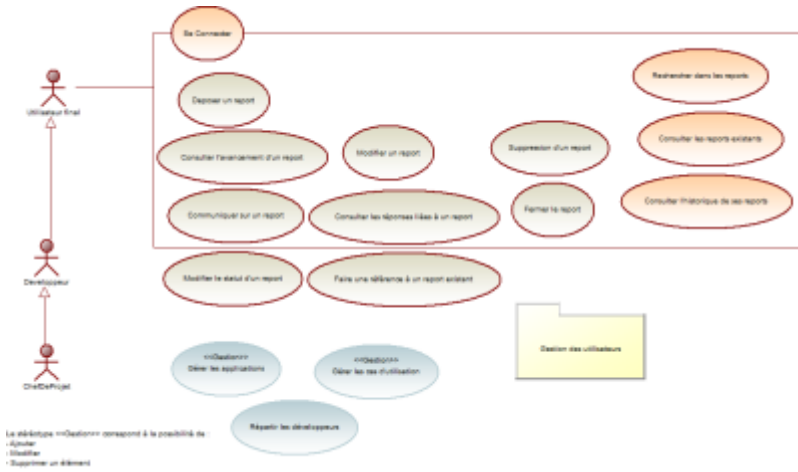 Se Connecter
Rechercher dans les reports
Utilisateur final
Deposer un report
Consulter l'avancement d'un report
Modifier un report
Suppression d'un report
Consulter les reports existants
Communiquer sur un report
Consulter les réponses liées à un report
Fermer le report
Consulter l'historique de ses reports
Developpeur
Modifier le statut d'un report
Faire une référence à un report existant
Gestion des utilisateurs
<<Gestion>>
Gérer les applications
<<Gestion>>
Gérer les cas d'utilisation
ChefDeProjet
Répartir les développeurs
Le stéréotype <<Gestion>> correspond à la possibilité de :
- Ajouter
- Modifier
- Supprimer un élément